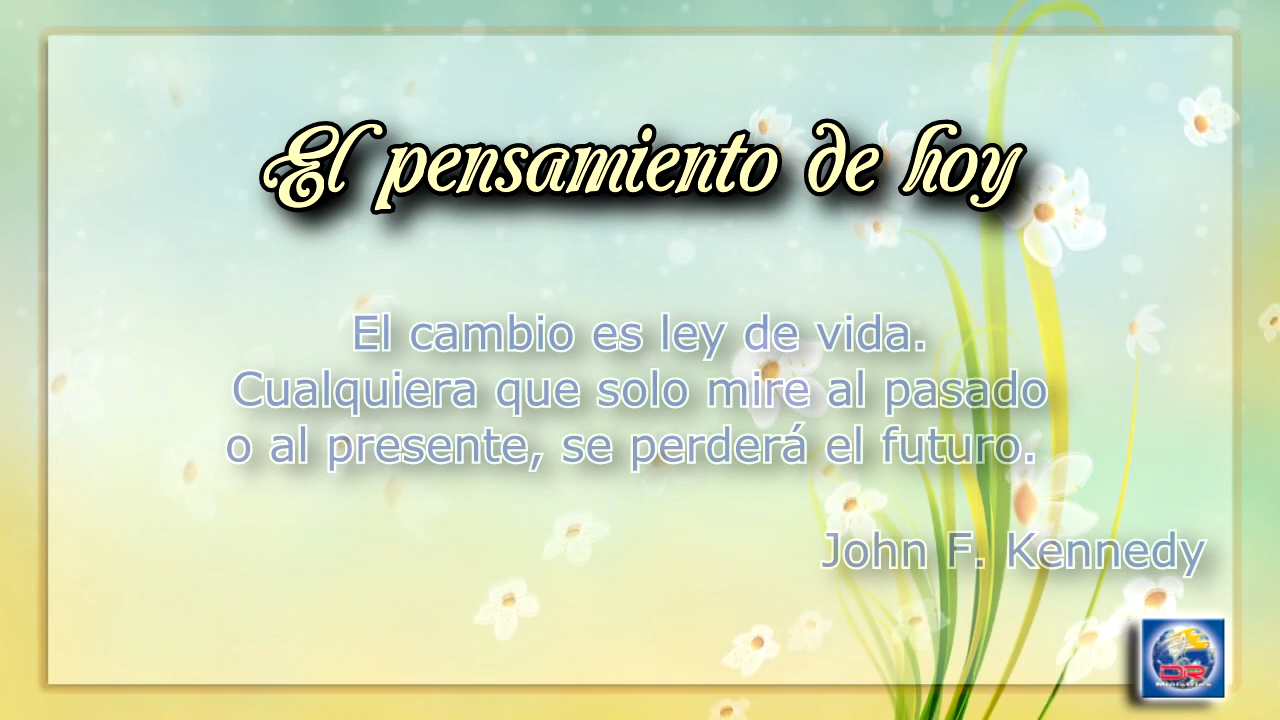 El pensamiento de hoy
El cambio es ley de vida.
Cualquiera que solo mire al pasado
o al presente, se perderá el futuro.
John F. Kennedy
DR
Ministries